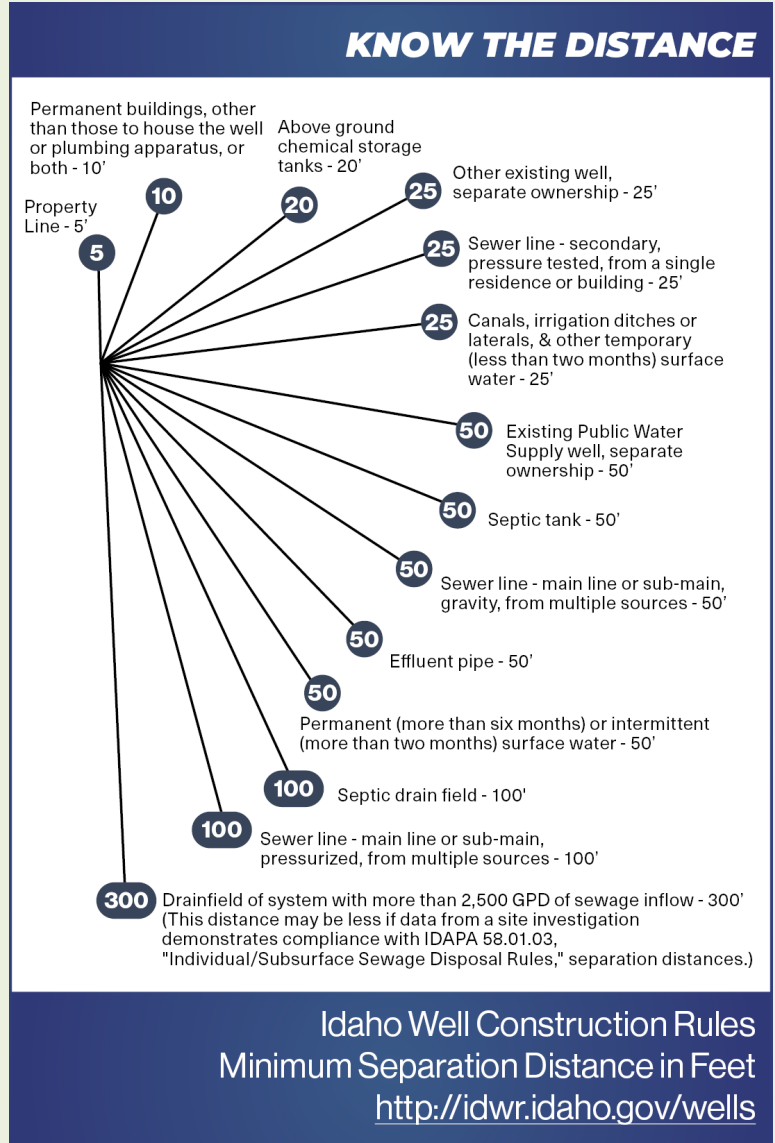 KNOW THE DISTANCE
Permanent buildings, other
than those to house the well
or plumbing apparatus, or
both - 10’
10
Above ground
chemical storage
tanks - 20’
20
Property
Line - 5’
5
Other existing well,
separate ownership - 25’
25
Sewer line - secondary,
pressure tested, from a single
residence or building - 25’
25
Canals, irrigation ditches or
laterals, & other temporary
(less than two months) surface
water - 25’
25
Existing Public Water
Supply well, separate
ownership - 50’
50
Septic tank - 50’
50
Sewer line - main line or sub-main,
gravity, from multiple sources - 50’
50
Effluent pipe - 50’
50
Permanent (more than six months) or intermittent
(more than two months) surface water - 50’
50
Septic drain field - 100'
100
Sewer line - main line or sub-main,
pressurized, from multiple sources - 100’
100
Drainfield of system with more than 2,500 GPD of sewage inflow - 300’
(This distance may be less if data from a site investigation
demonstrates compliance with IDAPA 58.01.03,
"Individual/Subsurface Sewage Disposal Rules," separation distances.)
300
Idaho Well Construction Rules
Minimum Separation Distance in Feet
http://idwr.idaho.gov/wells